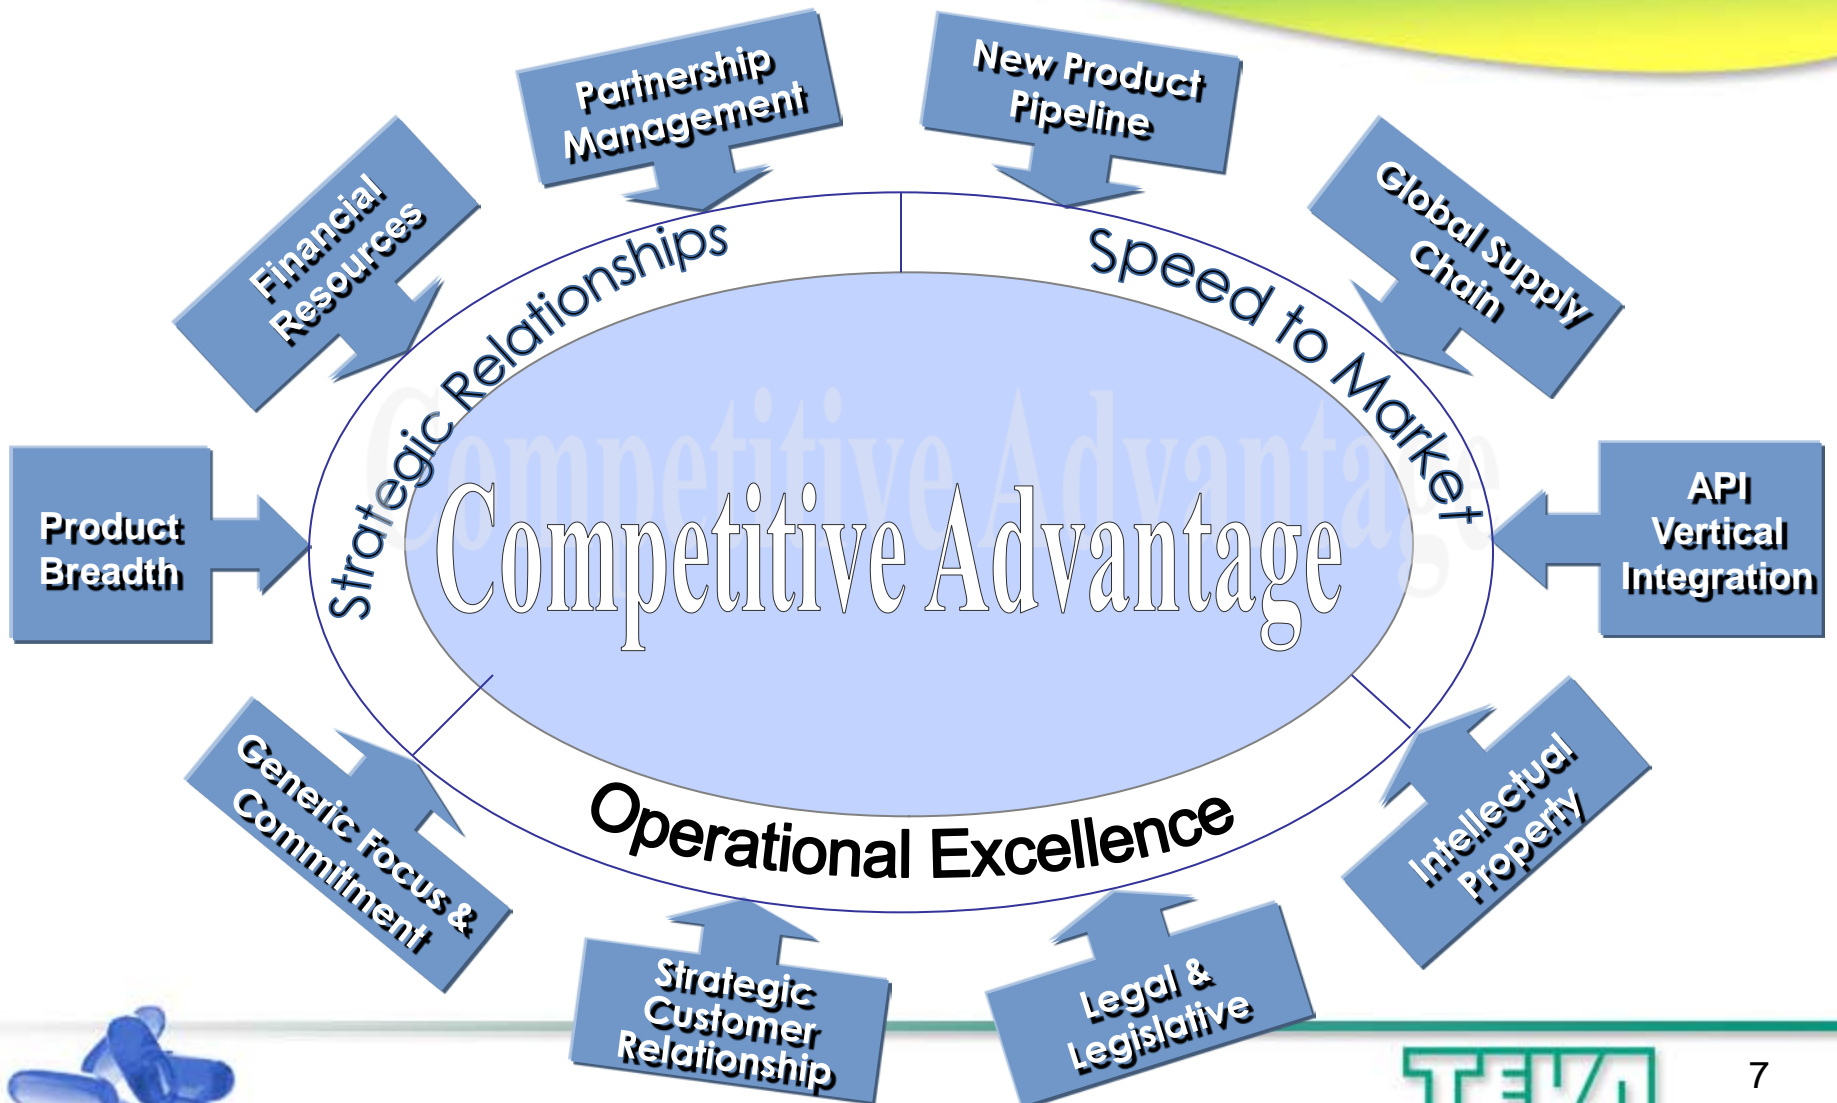 Partnership
Management
New Product
Pipeline
Financial
Resources
Global Supply
Chain
Strategic Relationships
Speed to Market
Competitive Advantage
Product
Breadth
API
Vertical
Integration
Generic Focus &
Commitment
Operational Excellence
Intellectual
Property
Strategic
Customer
Relationship
Legal &
Legislative
TEVA
7